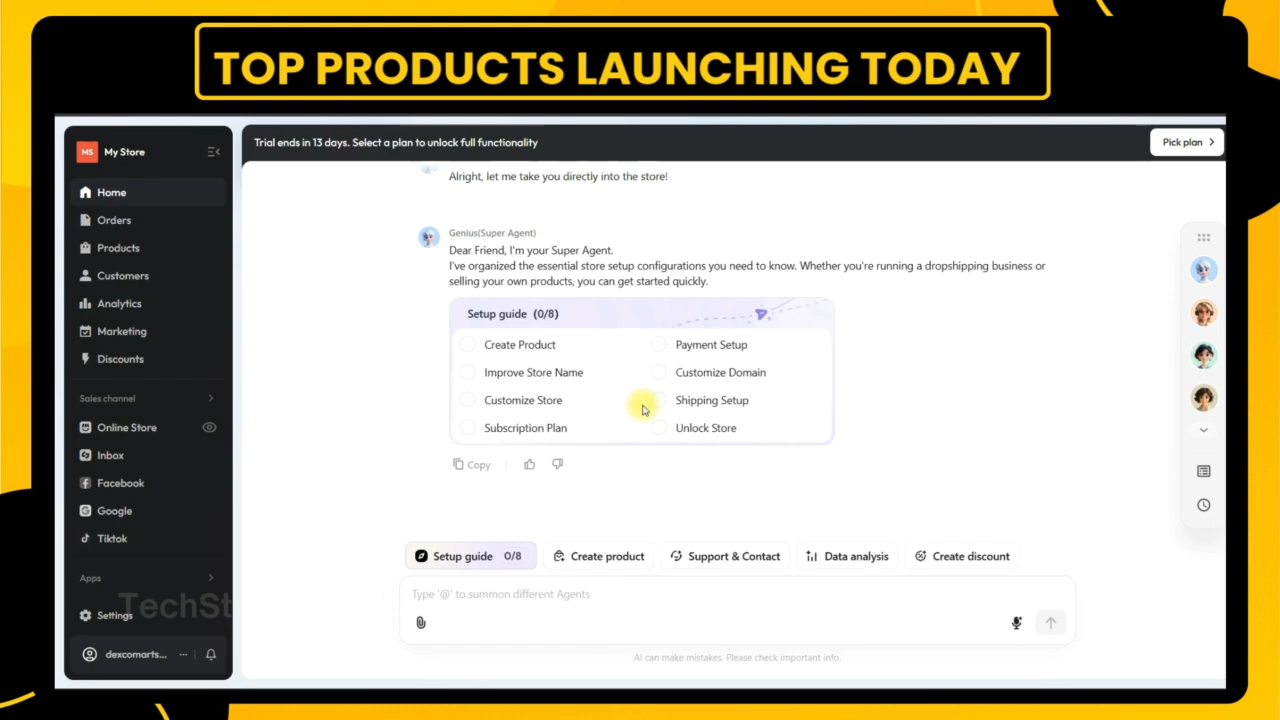 TOP PRODUCTS LAUNCHING TODAY
MS My Store
Trial ends in 13 days. Select a plan to unlock full functionality
Pick plan
Home
Orders
Products
Customers
Analytics
Marketing
Discounts
Sales channel
Online Store
Inbox
Facebook
Google
Tiktok
Apps
TechSt
Settings
dexcomarts...
Alright, let me take you directly into the store!
Genius(Super Agent)
Dear Friend, I'm your Super Agent.
I've organized the essential store setup configurations you need to know. Whether you're running a dropshipping business or
selling your own products, you can get started quickly.
Setup guide (0/8)
Create Product
Payment Setup
Improve Store Name
Customize Domain
Customize Store
Shipping Setup
Subscription Plan
Unlock Store
Copy
Setup guide 0/8
Create product
Support & Contact
Data analysis
Create discount
Type '@' to summon different Agents
AI can make mistakes. Please check important info.